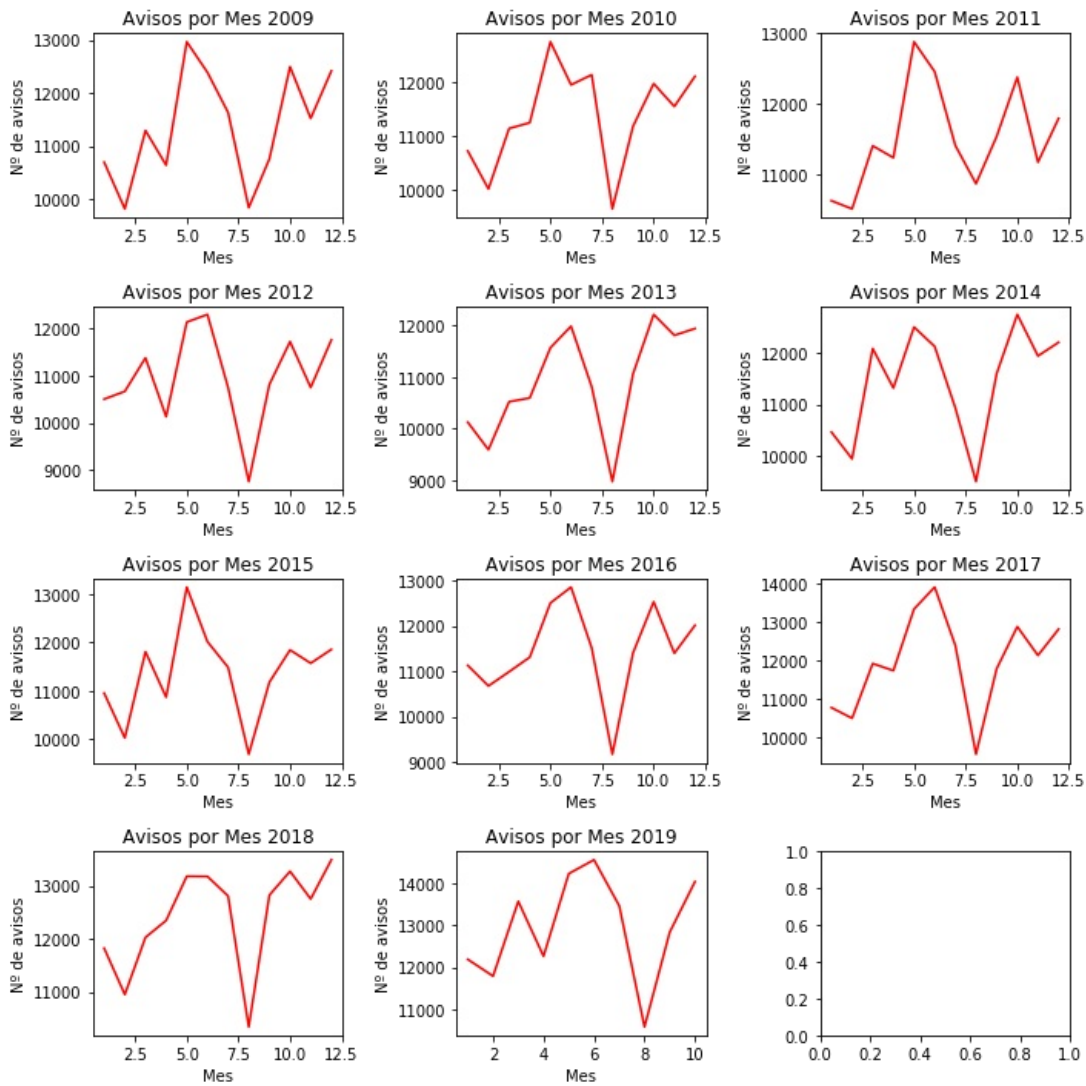 Avisos por Mes 2009
13000
12000
11000
10000
Nº de avisos
2.5 5.0 7.5 10.0 12.5
Mes
Avisos por Mes 2010
12000
11000
10000
Nº de avisos
2.5 5.0 7.5 10.0 12.5
Mes
Avisos por Mes 2011
13000
12000
11000
Nº de avisos
2.5 5.0 7.5 10.0 12.5
Mes
Avisos por Mes 2012
12000
11000
10000
9000
Nº de avisos
2.5 5.0 7.5 10.0 12.5
Mes
Avisos por Mes 2013
12000
11000
10000
9000
Nº de avisos
2.5 5.0 7.5 10.0 12.5
Mes
Avisos por Mes 2014
12000
11000
10000
Nº de avisos
2.5 5.0 7.5 10.0 12.5
Mes
Avisos por Mes 2015
13000
12000
11000
10000
Nº de avisos
2.5 5.0 7.5 10.0 12.5
Mes
Avisos por Mes 2016
13000
12000
11000
10000
9000
Nº de avisos
2.5 5.0 7.5 10.0 12.5
Mes
Avisos por Mes 2017
14000
13000
12000
11000
10000
Nº de avisos
2.5 5.0 7.5 10.0 12.5
Mes
Avisos por Mes 2018
13000
12000
11000
Nº de avisos
2.5 5.0 7.5 10.0 12.5
Mes
Avisos por Mes 2019
14000
13000
12000
11000
Nº de avisos
2 4 6 8 10
Mes
1.0
0.8
0.6
0.4
0.2
0.0
0.0 0.2 0.4 0.6 0.8 1.0